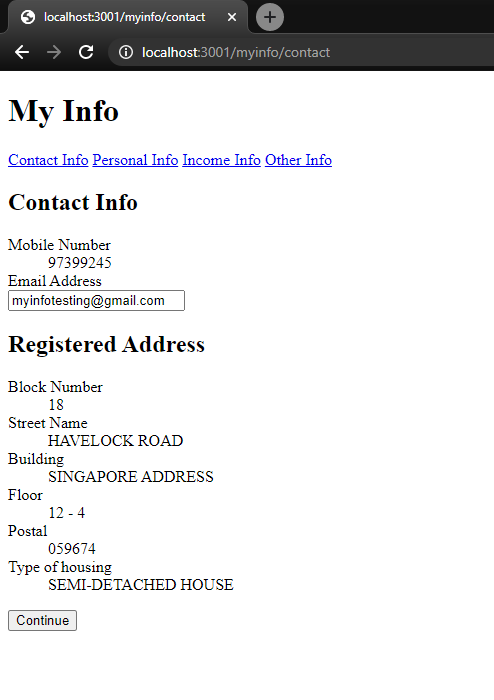 localhost:3001/myinfo/contact
localhost:3001/myinfo/contact
My Info
Contact Info Personal Info Income Info Other Info
Contact Info
Mobile Number
97399245
Email Address
myinfotesting@gmail.com
Registered Address
Block Number
18
Street Name
HAVELOCK ROAD
Building
SINGAPORE ADDRESS
Floor
12 - 4
Postal
059674
Type of housing
SEMI-DETACHED HOUSE
Continue